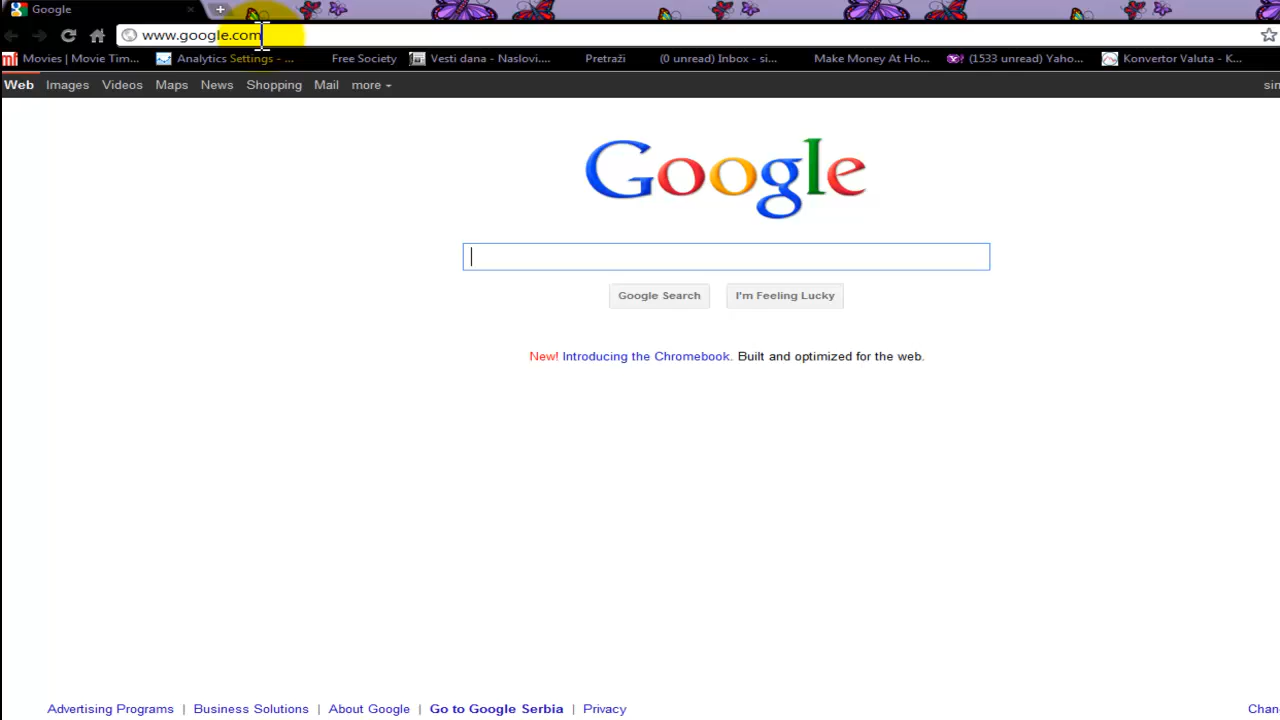 Google
www.google.com
Movies | Movie Tim... Analytics Settings - ... Free Society Vesti dana - Naslovi.... Pretraži (0 unread) Inbox - si... Make Money At Ho... (1533 unread) Yaho... Konvertor Valuta - K...
Web Images Videos Maps News Shopping Mail more sin
Google
Google Search I'm Feeling Lucky
New! Introducing the Chromebook. Built and optimized for the web.
Advertising Programs | Business Solutions | About Google | Go to Google Serbia | Privacy Chan